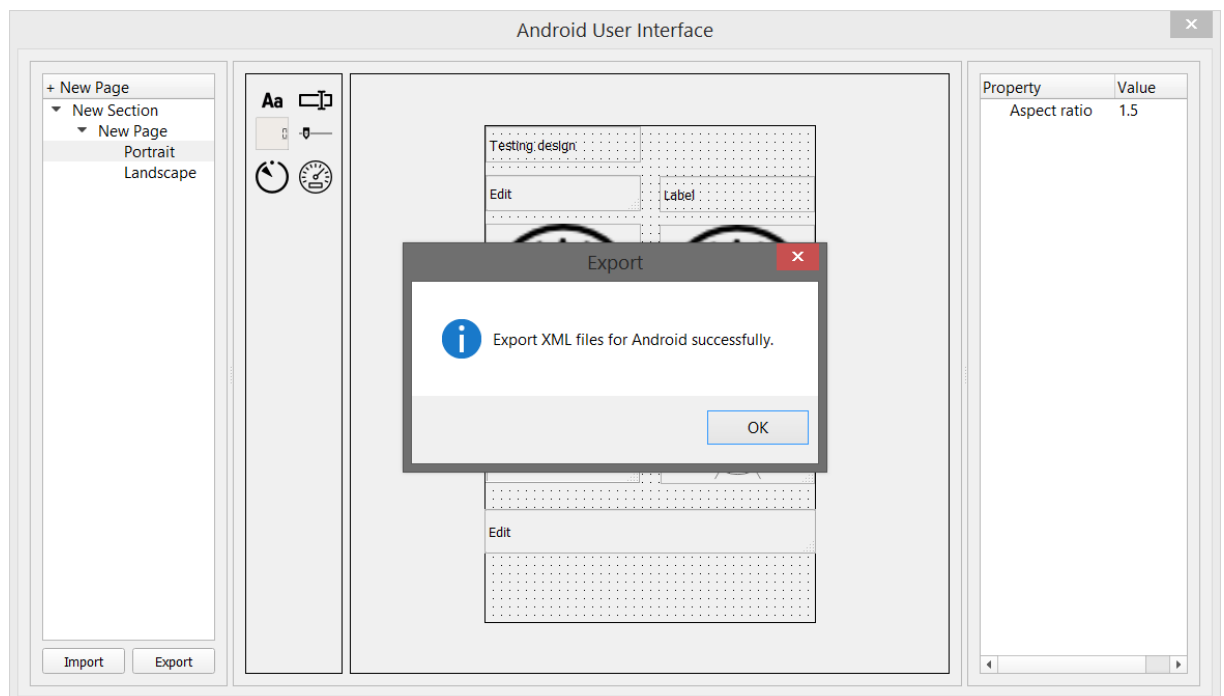 Android User Interface
+ New Page
New Section
New Page
Portrait
Landscape
Import
Export
Aa
0
Testing design
Edit
Label
Export
Export XML files for Android successfully.
OK
Edit
Property Value
Aspect ratio 1.5